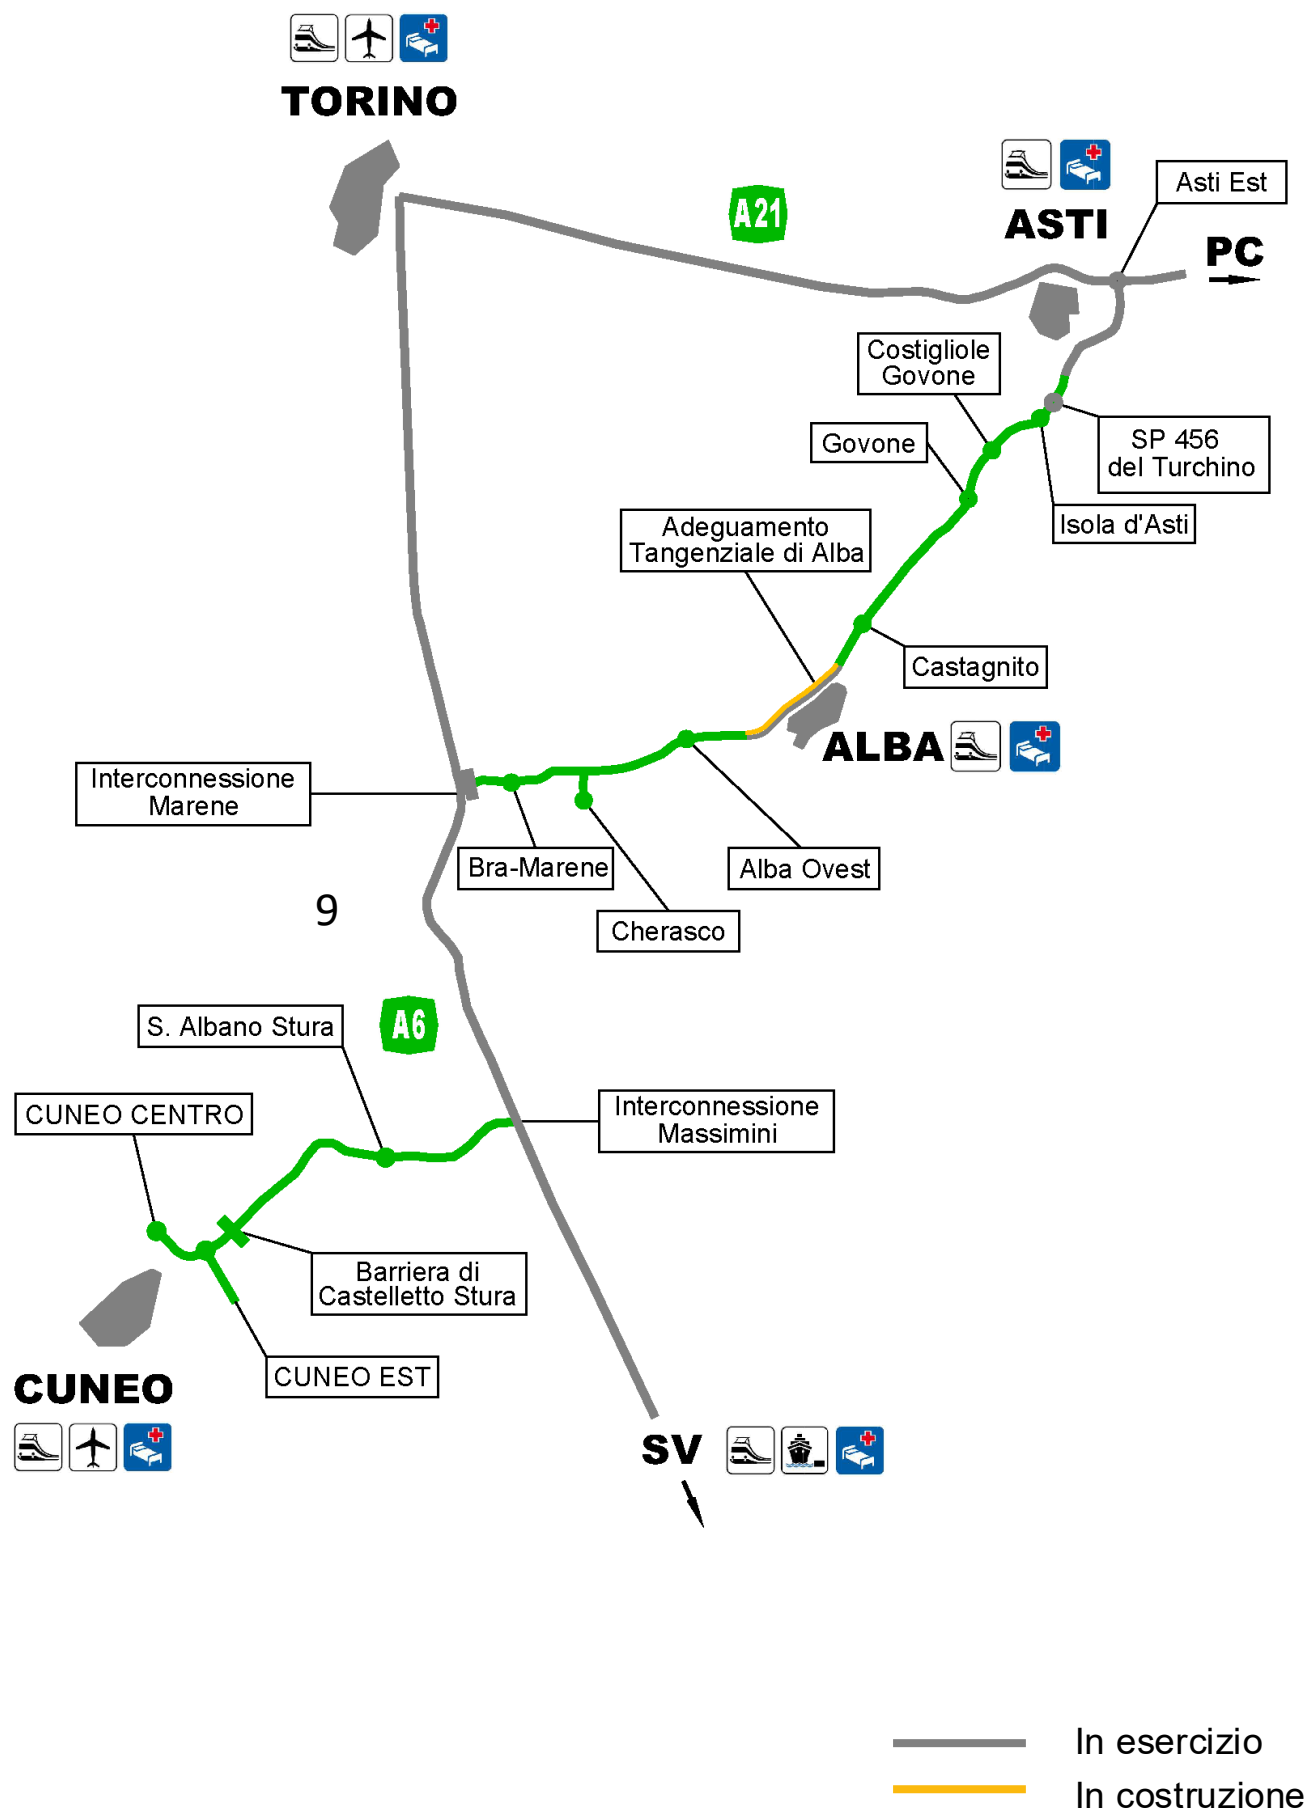 TORINO
A21
ASTI
Asti Est
PC
Costigliole
Govone
Govone
SP 456
del Turchino
Isola d'Asti
Adeguamento
Tangenziale di Alba
Castagnito
ALBA
Interconnessione
Marene
Bra-Marene
Alba Ovest
Cherasco
9
A6
S. Albano Stura
CUNEO CENTRO
Interconnessione
Massimini
Barriera di
Castelletto Stura
CUNEO EST
CUNEO
SV
In esercizio
In costruzione